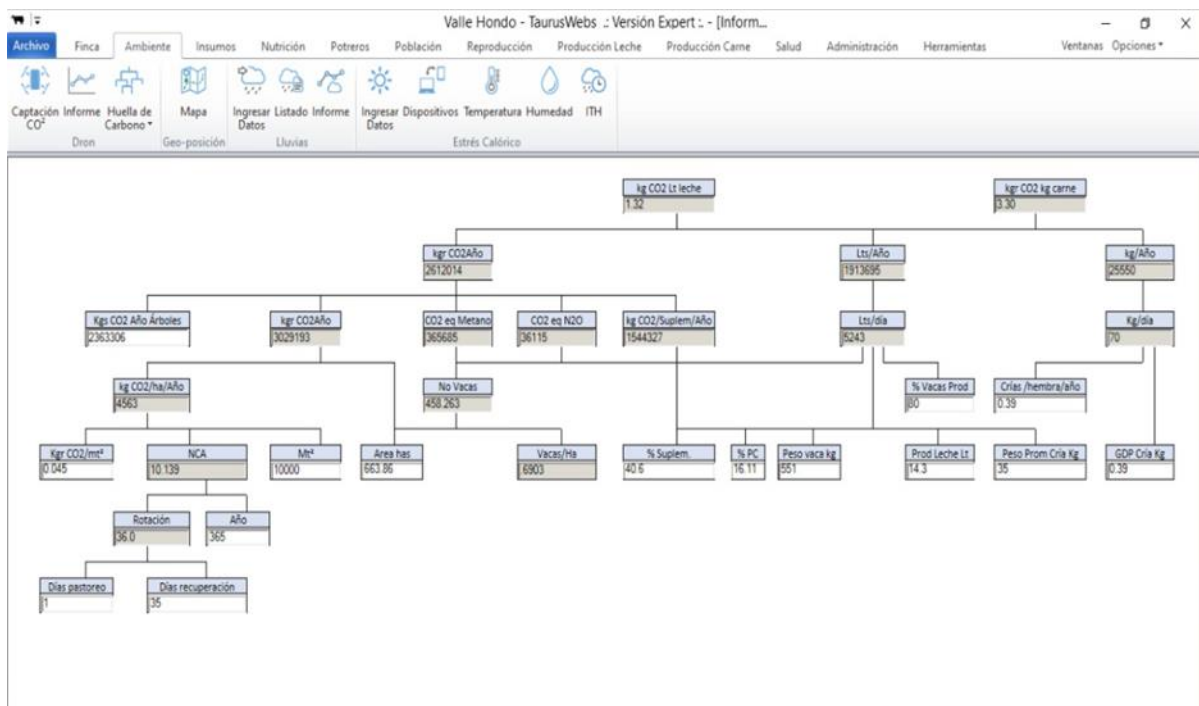 Valle Hondo - TaurusWebs .: Versión Expert :. - [Inform...
Archivo Finca Ambiente Insumos Nutrición Potreros Población Reproducción Producción Leche Producción Carne Salud Administración Herramientas Ventanas Opciones
Captación CO² Informe Huella de Carbono Mapa Ingresar Datos Listado Informe Ingresar Datos Dispositivos Temperatura Humedad ITH
Dron Geo-posición Lluvias Estrés Calórico
kg CO2 Lt leche kgr CO2 kg carne
1.32 3.30
kgr CO2Año Lts/Año kg/Año
2612014 1913695 25550
Kgs CO2 Año Árboles kgr CO2Año CO2 eq Metano CO2 eq N2O kg CO2/Suplem/Año Lts/día Kg/día
2363306 3029193 365685 36115 1544327 5243 70
kg CO2/ha/Año No Vacas % Vacas Prod Crías /hembra/año
4563 458.263 80 0.39
Kgr CO2/mt² NCA Mt² Area has Vacas/Ha % Suplem. % PC Peso vaca kg Prod Leche Lt Peso Prom Cría Kg GDP Cría Kg
0.045 10.139 10000 663.86 .6903 40.6 16.11 551 14.3 35 0.39
Rotación Año
36.0 365
Días pastoreo Días recuperación
1 35